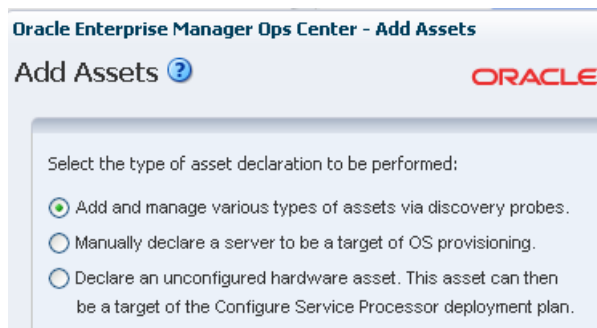 Oracle Enterprise Manager Ops Center - Add Assets
Add Assets ?
ORACLE
Select the type of asset declaration to be performed:
Add and manage various types of assets via discovery probes.
Manually declare a server to be a target of OS provisioning.
Declare an unconfigured hardware asset. This asset can then
be a target of the Configure Service Processor deployment plan.